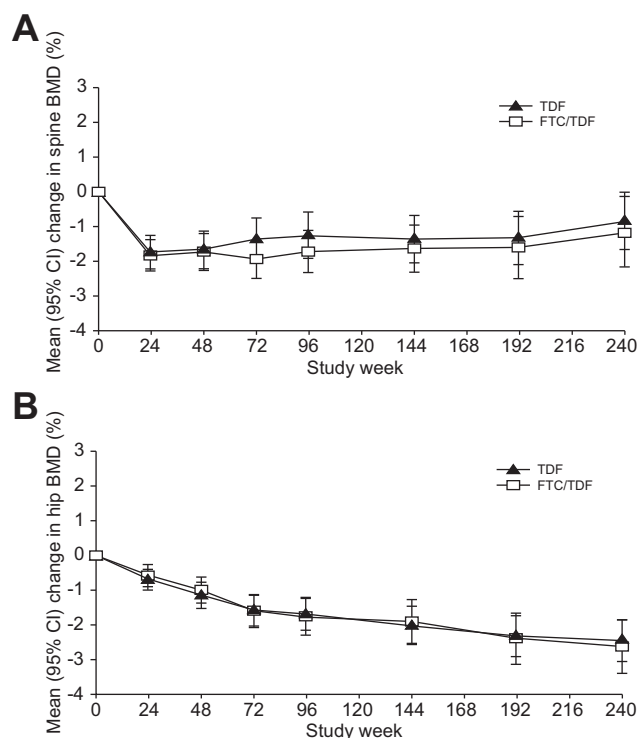 A
Mean (95% CI) change in spine BMD (%)
3
2
1
0
-1
-2
-3
-4
TDF
FTC/TDF
0 24 48 72 96 120 144 168 192 216 240
Study week
B
Mean (95% CI) change in hip BMD (%)
3
2
1
0
-1
-2
-3
-4
TDF
FTC/TDF
0 24 48 72 96 120 144 168 192 216 240
Study week